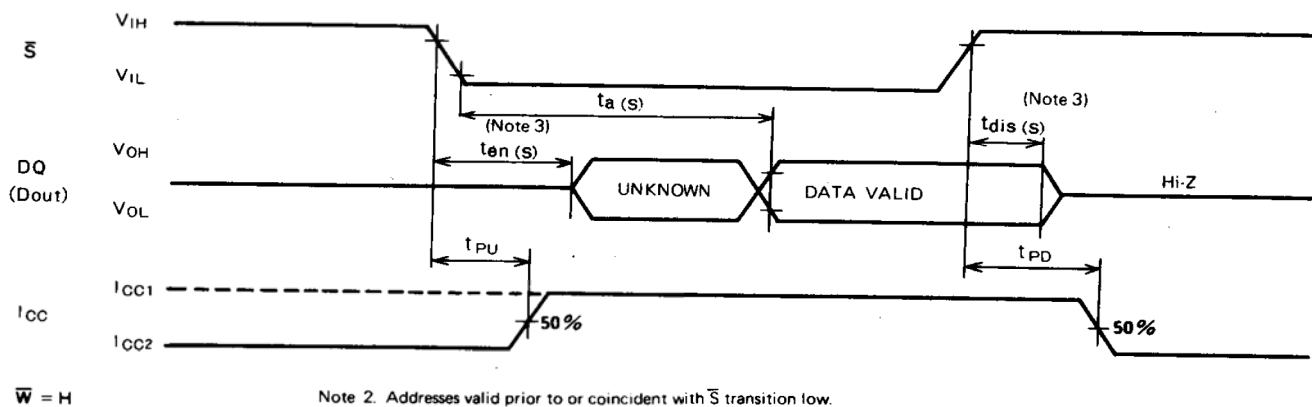 S̅
VIH
VIL
ta (S)
(Note 3)
ten (S)
(Note 3)
tdis (S)
DQ
(Dout)
VOH
VOL
UNKNOWN
DATA VALID
Hi-Z
tPU
tPD
ICC
ICC1
ICC2
50%
50%
W̅ = H
Note 2. Addresses valid prior to or coincident with S̅ transition low.